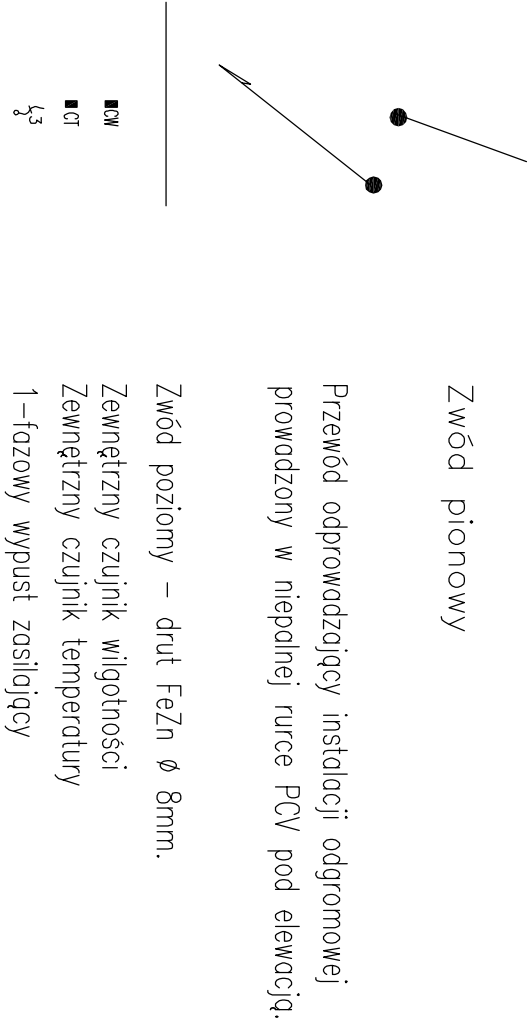 Zwód pionowy
Przewód odprowadzający instalacji odgromowej
prowadzony w niepalnej rurce PCV pod elewacją.
Zwód poziomy - drut FeZn Ø 8mm.
CW Zewnętrzny czujnik wilgotności
CT Zewnętrzny czujnik temperatury
3 1-fazowy wypust zasilający